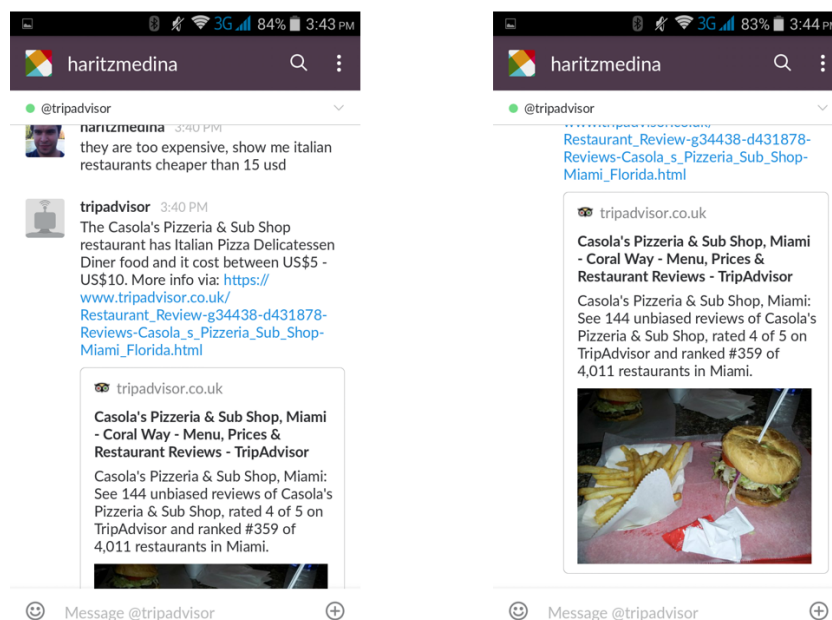 3G 84% 3:43 PM
haritzmedina
@tripadvisor
haritzmedina 3:40 PM
they are too expensive, show me italian
restaurants cheaper than 15 usd
tripadvisor 3:40 PM
The Casola's Pizzeria & Sub Shop
restaurant has Italian Pizza Delicatessen
Diner food and it cost between US$5 -
US$10. More info via: https://
www.tripadvisor.co.uk/
Restaurant_Review-g34438-d431878-
Reviews-Casola_s_Pizzeria_Sub_Shop-
Miami_Florida.html
tripadvisor.co.uk
Casola's Pizzeria & Sub Shop, Miami
- Coral Way - Menu, Prices &
Restaurant Reviews - TripAdvisor
Casola's Pizzeria & Sub Shop, Miami:
See 144 unbiased reviews of Casola's
Pizzeria & Sub Shop, rated 4 of 5 on
TripAdvisor and ranked #359 of
4,011 restaurants in Miami.
Message @tripadvisor
3G 83% 3:44 PM
haritzmedina
@tripadvisor
www.tripadvisor.co.uk/
Restaurant_Review-g34438-d431878-
Reviews-Casola_s_Pizzeria_Sub_Shop-
Miami_Florida.html
tripadvisor.co.uk
Casola's Pizzeria & Sub Shop, Miami
- Coral Way - Menu, Prices &
Restaurant Reviews - TripAdvisor
Casola's Pizzeria & Sub Shop, Miami:
See 144 unbiased reviews of Casola's
Pizzeria & Sub Shop, rated 4 of 5 on
TripAdvisor and ranked #359 of
4,011 restaurants in Miami.
Message @tripadvisor